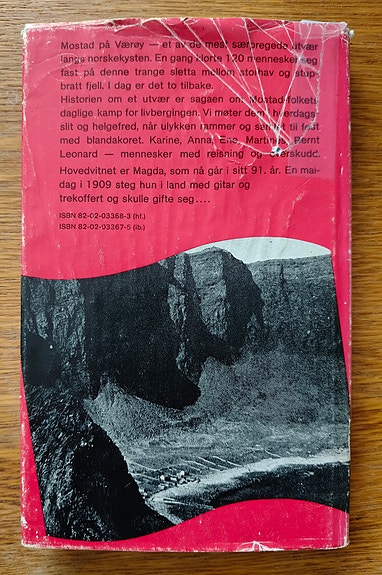 Mostad på Værøy — et av de mest særpregede utvær
langs norskekysten. En gang klorte 120 mennesker seg
fast på denne trange sletta mellom storhav og stup-
bratt fjell. I dag er det to tilbake.
Historien om et utvær er sagaen om Mostad-folkets
daglige kamp for livbergingen. Vi møter dem i hverdags-
slit og helgefred, når ulykken rammer og samlet til fest
med blandakoret. Karine, Anna, Ene, Martines, Bernt
Leonard — mennesker med reisning og overskudd.
Hovedvitnet er Magda, som nå går i sitt 91. år. En mai-
dag i 1909 steg hun i land med gitar og
trekoffert og skulle gifte seg....
ISBN 82-02-03368-3 (hf.)
ISBN 82-02-03367-5 (ib.)